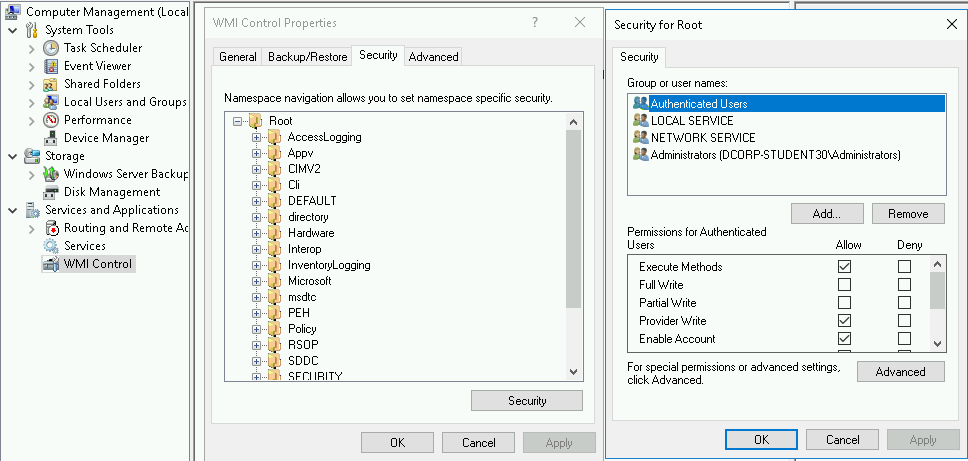 Computer Management (Local
System Tools
Task Scheduler
Event Viewer
Shared Folders
Local Users and Groups
Performance
Device Manager
Storage
Windows Server Backup
Disk Management
Services and Applications
Routing and Remote Ac
Services
WMI Control
WMI Control Properties
?
General
Backup/Restore
Security
Advanced
Namespace navigation allows you to set namespace specific security.
Root
AccessLogging
Appv
CIMV2
Cli
DEFAULT
directory
Hardware
Interop
InventoryLogging
Microsoft
msdtc
PEH
Policy
RSOP
SDDC
SECURITY
Security
OK
Cancel
Apply
Security for Root
Security
Group or user names:
Authenticated Users
LOCAL SERVICE
NETWORK SERVICE
Administrators (DCORP-STUDENT30\Administrators)
Add...
Remove
Permissions for Authenticated
Users
Allow
Deny
Execute Methods
Full Write
Partial Write
Provider Write
Enable Account
For special permissions or advanced settings,
click Advanced.
Advanced
OK
Cancel
Apply